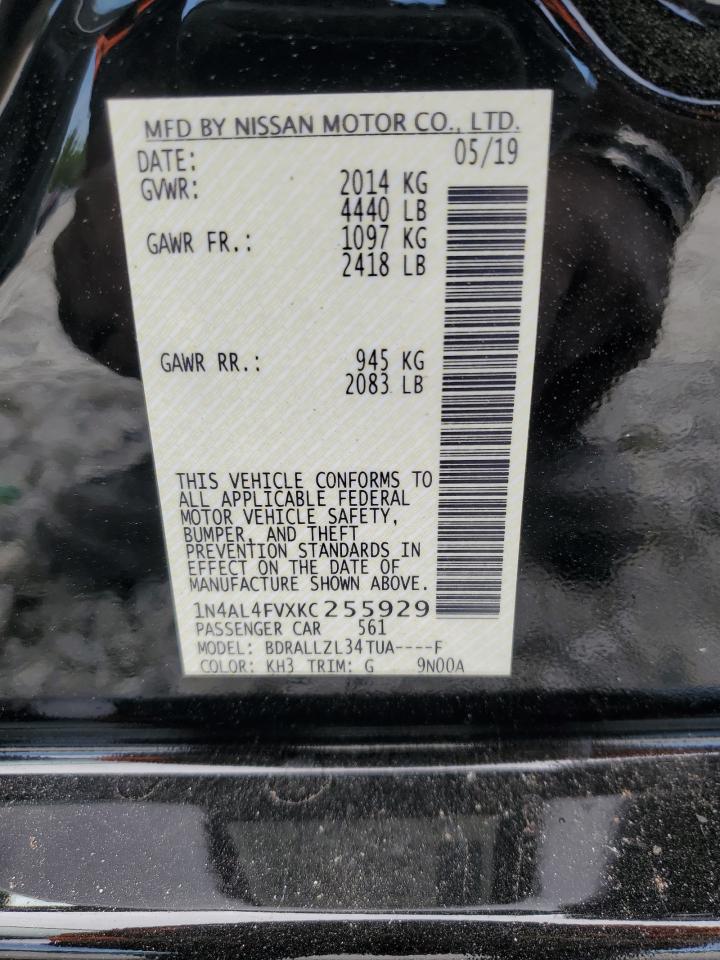 MFD BY NISSAN MOTOR CO., LTD.
DATE: 05/19
GVWR: 2014 KG
4440 LB
GAWR FR.: 1097 KG
2418 LB
GAWR RR.: 945 KG
2083 LB
THIS VEHICLE CONFORMS TO
ALL APPLICABLE FEDERAL
MOTOR VEHICLE SAFETY,
BUMPER, AND THEFT
PREVENTION STANDARDS IN
EFFECT ON THE DATE OF
MANUFACTURE SHOWN ABOVE.
1N4AL4FVXKC255929
PASSENGER CAR 561
MODEL: BDRALLZL34TUA----F
COLOR: KH3 TRIM: G 9N00A